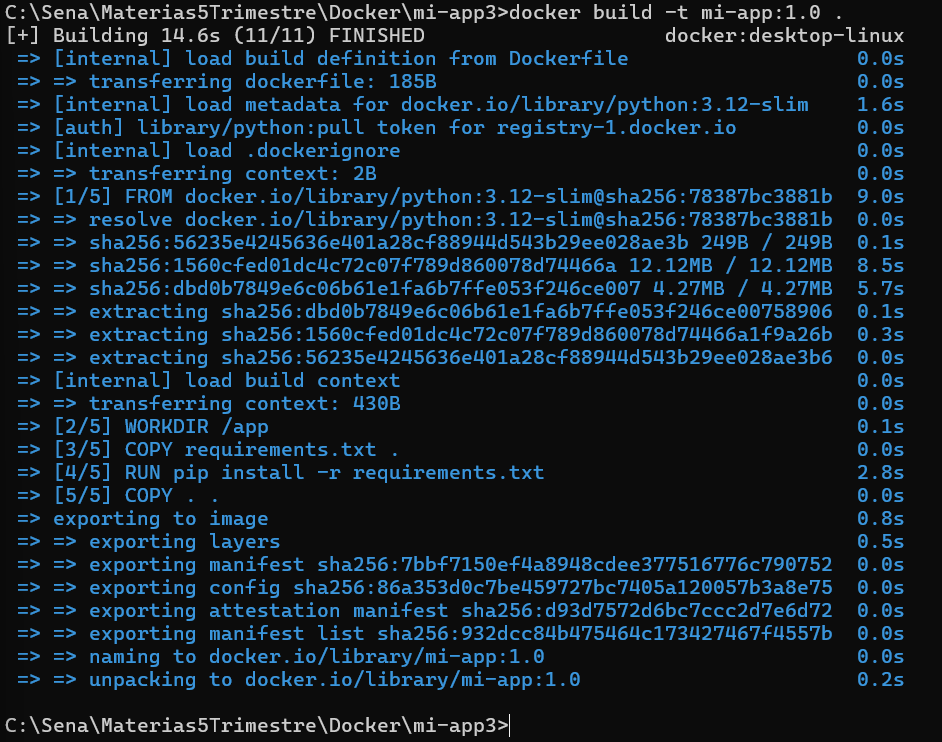 C:\Sena\Materias5Trimestre\Docker\mi-app3>docker build -t mi-app:1.0 .
[+] Building 14.6s (11/11) FINISHED docker:desktop-linux
=> [internal] load build definition from Dockerfile 0.0s
=> => transferring dockerfile: 185B 0.0s
=> [internal] load metadata for docker.io/library/python:3.12-slim 1.6s
=> [auth] library/python:pull token for registry-1.docker.io 0.0s
=> [internal] load .dockerignore 0.0s
=> => transferring context: 2B 0.0s
=> [1/5] FROM docker.io/library/python:3.12-slim@sha256:78387bc3881b 9.0s
=> => resolve docker.io/library/python:3.12-slim@sha256:78387bc3881b 0.0s
=> => sha256:56235e4245636e401a28cf88944d543b29ee028ae3b 249B / 249B 0.1s
=> => sha256:1560cfed01dc4c72c07f789d860078d74466a 12.12MB / 12.12MB 8.5s
=> => sha256:dbd0b7849e6c06b61e1fa6b7ffe053f246ce007 4.27MB / 4.27MB 5.7s
=> => extracting sha256:dbd0b7849e6c06b61e1fa6b7ffe053f246ce00758906 0.1s
=> => extracting sha256:1560cfed01dc4c72c07f789d860078d74466a1f9a26b 0.3s
=> => extracting sha256:56235e4245636e401a28cf88944d543b29ee028ae3b6 0.0s
=> [internal] load build context 0.0s
=> => transferring context: 430B 0.0s
=> [2/5] WORKDIR /app 0.1s
=> [3/5] COPY requirements.txt . 0.0s
=> [4/5] RUN pip install -r requirements.txt 2.8s
=> [5/5] COPY . . 0.0s
=> exporting to image 0.8s
=> => exporting layers 0.5s
=> => exporting manifest sha256:7bbf7150ef4a8948cdee377516776c790752 0.0s
=> => exporting config sha256:86a353d0c7be459727bc7405a120057b3a8e75 0.0s
=> => exporting attestation manifest sha256:d93d7572d6bc7ccc2d7e6d72 0.0s
=> => exporting manifest list sha256:932dcc84b475464c173427467f4557b 0.0s
=> => naming to docker.io/library/mi-app:1.0 0.0s
=> => unpacking to docker.io/library/mi-app:1.0 0.2s
C:\Sena\Materias5Trimestre\Docker\mi-app3>